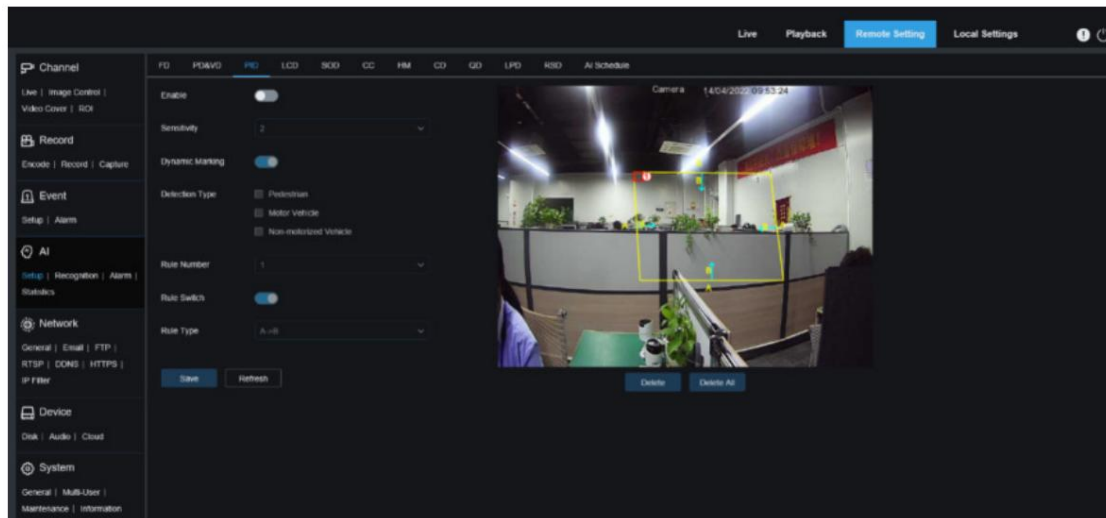 Live Playback Remote Setting Local Settings
Channel
Live | Image Control |
Video Cover | ROI
Record
Encode | Record | Capture
Event
Setup | Alarm
AI
Setup | Recognition | Alarm |
Statistics
Network
General | Email | FTP |
RTSP | DDNS | HTTPS |
IP Filter
Device
Disk | Audio | Cloud
System
General | Multi-User |
Maintenance | Information
FD PD&VD PID LCD SOD CC HM CD QD LPD RSD AI Schedule
Enable
Sensitivity 2
Dynamic Marking
Detection Type Pedestrian
Motor Vehicle
Non-motorized Vehicle
Rule Number 1
Rule Switch
Rule Type A->B
Save Refresh
Camera 14/04/2022 09:53:24
1
B
B
A
Delete Delete All